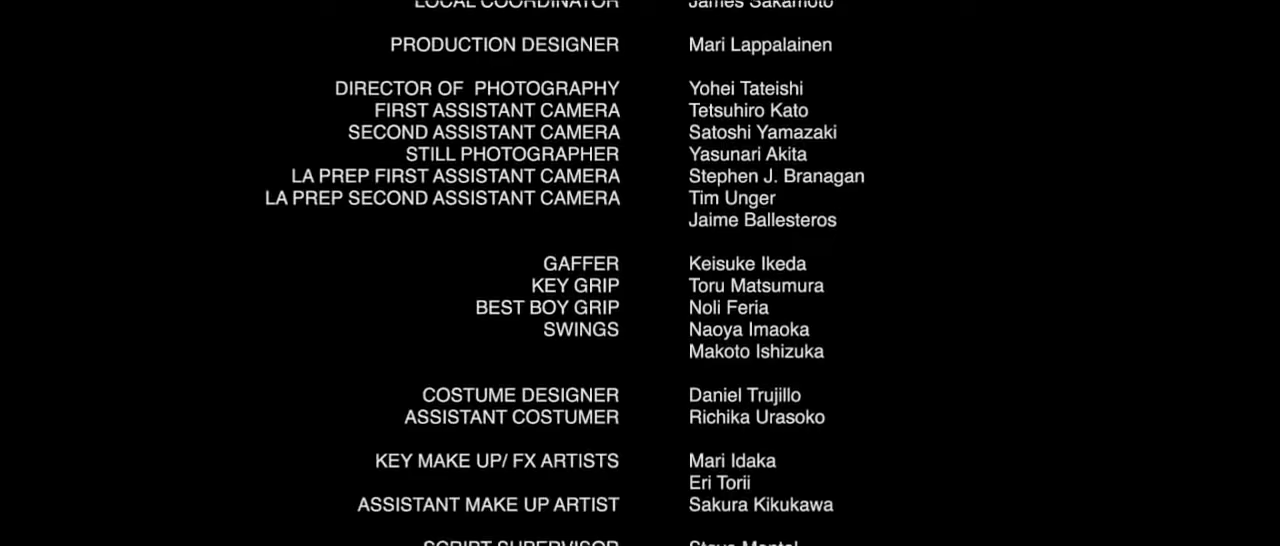 LOCAL COORDINATOR James Sakamoto
PRODUCTION DESIGNER Mari Lappalainen
DIRECTOR OF PHOTOGRAPHY Yohei Tateishi
FIRST ASSISTANT CAMERA Tetsuhiro Kato
SECOND ASSISTANT CAMERA Satoshi Yamazaki
STILL PHOTOGRAPHER Yasunari Akita
LA PREP FIRST ASSISTANT CAMERA Stephen J. Branagan
LA PREP SECOND ASSISTANT CAMERA Tim Unger
Jaime Ballesteros
GAFFER Keisuke Ikeda
KEY GRIP Toru Matsumura
BEST BOY GRIP Noli Feria
SWINGS Naoya Imaoka
Makoto Ishizuka
COSTUME DESIGNER Daniel Trujillo
ASSISTANT COSTUMER Richika Urasoko
KEY MAKE UP/ FX ARTISTS Mari Idaka
Eri Torii
ASSISTANT MAKE UP ARTIST Sakura Kikukawa
SCRIPT SUPERVISOR